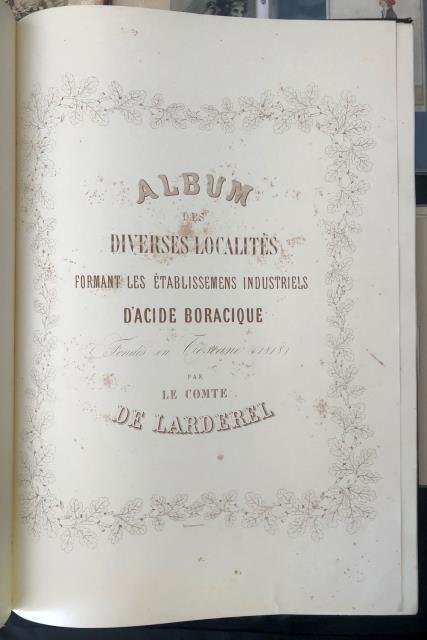 ALBUM
DES
DIVERSES LOCALITÉS
FORMANT LES ÉTABLISSEMENS INDUSTRIELS
D'ACIDE BORACIQUE
Fondés en Toscane (1818)
PAR
LE COMTE
DE LARDEREL